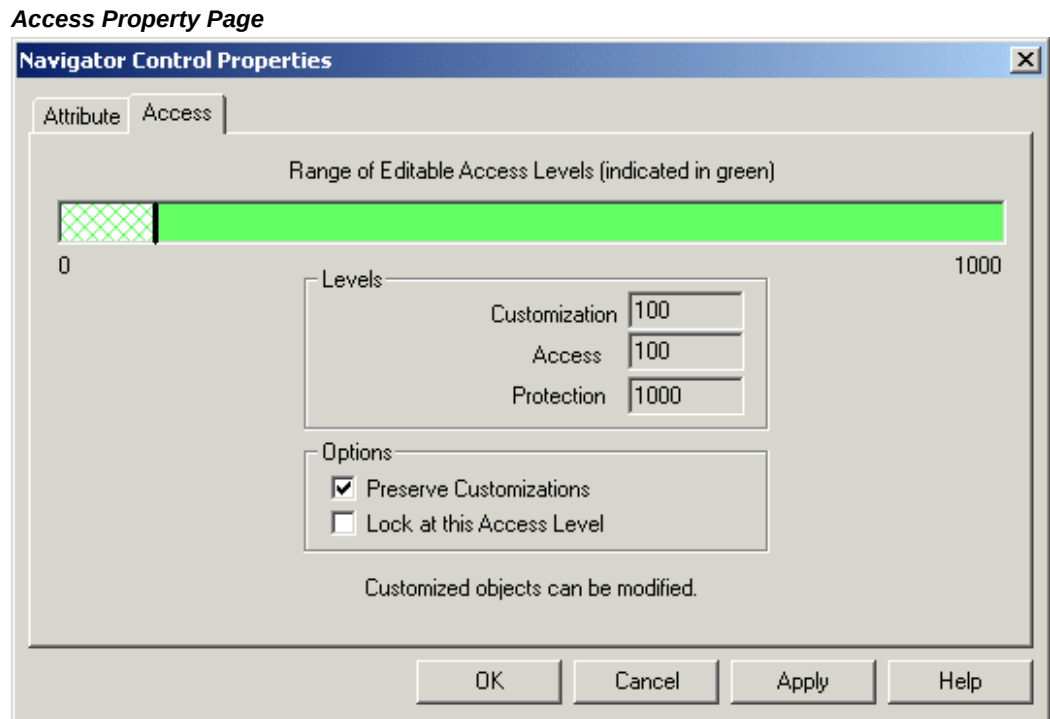 Access Property Page
Navigator Control Properties
Attribute Access
Range of Editable Access Levels (indicated in green)
0 1000
Levels
Customization 100
Access 100
Protection 1000
Options
Preserve Customizations
Lock at this Access Level
Customized objects can be modified.
OK Cancel Apply Help